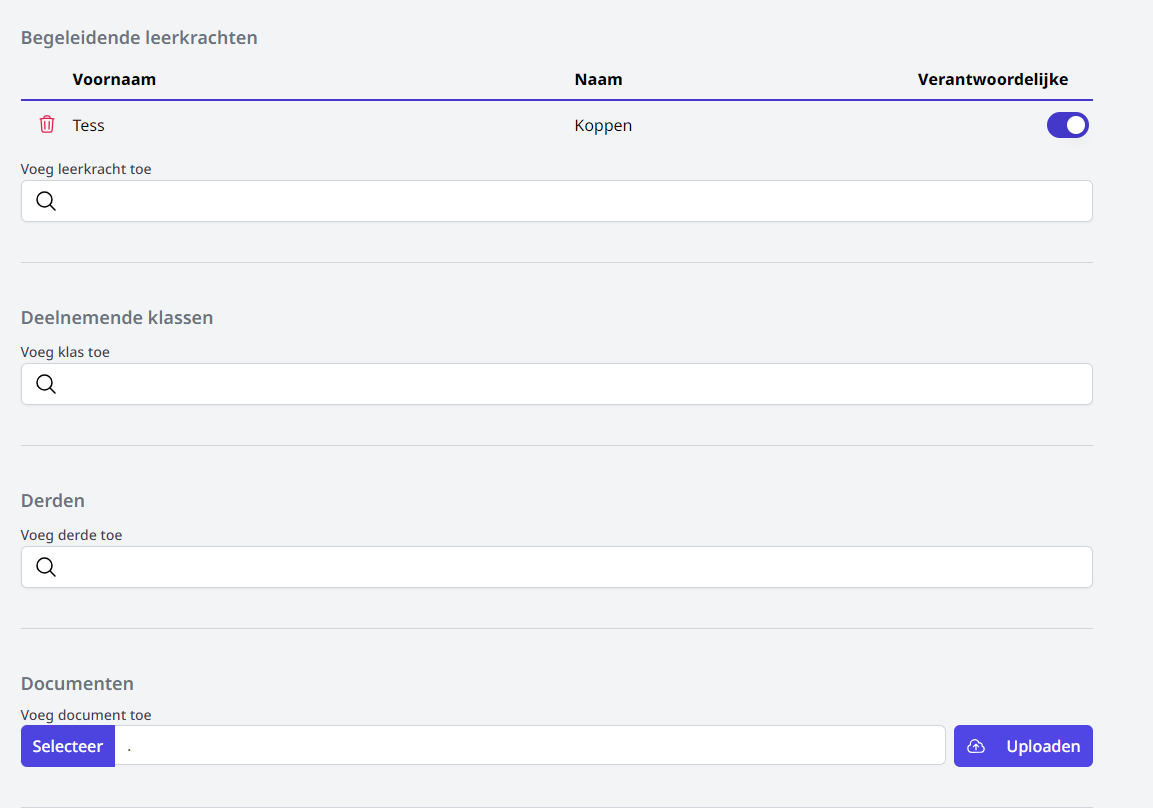 Begeleidende leerkrachten
Voornaam Naam Verantwoordelijke
Tess Koppen
Voeg leerkracht toe
Deelnemende klassen
Voeg klas toe
Derden
Voeg derde toe
Documenten
Voeg document toe
Selecteer . Uploaden